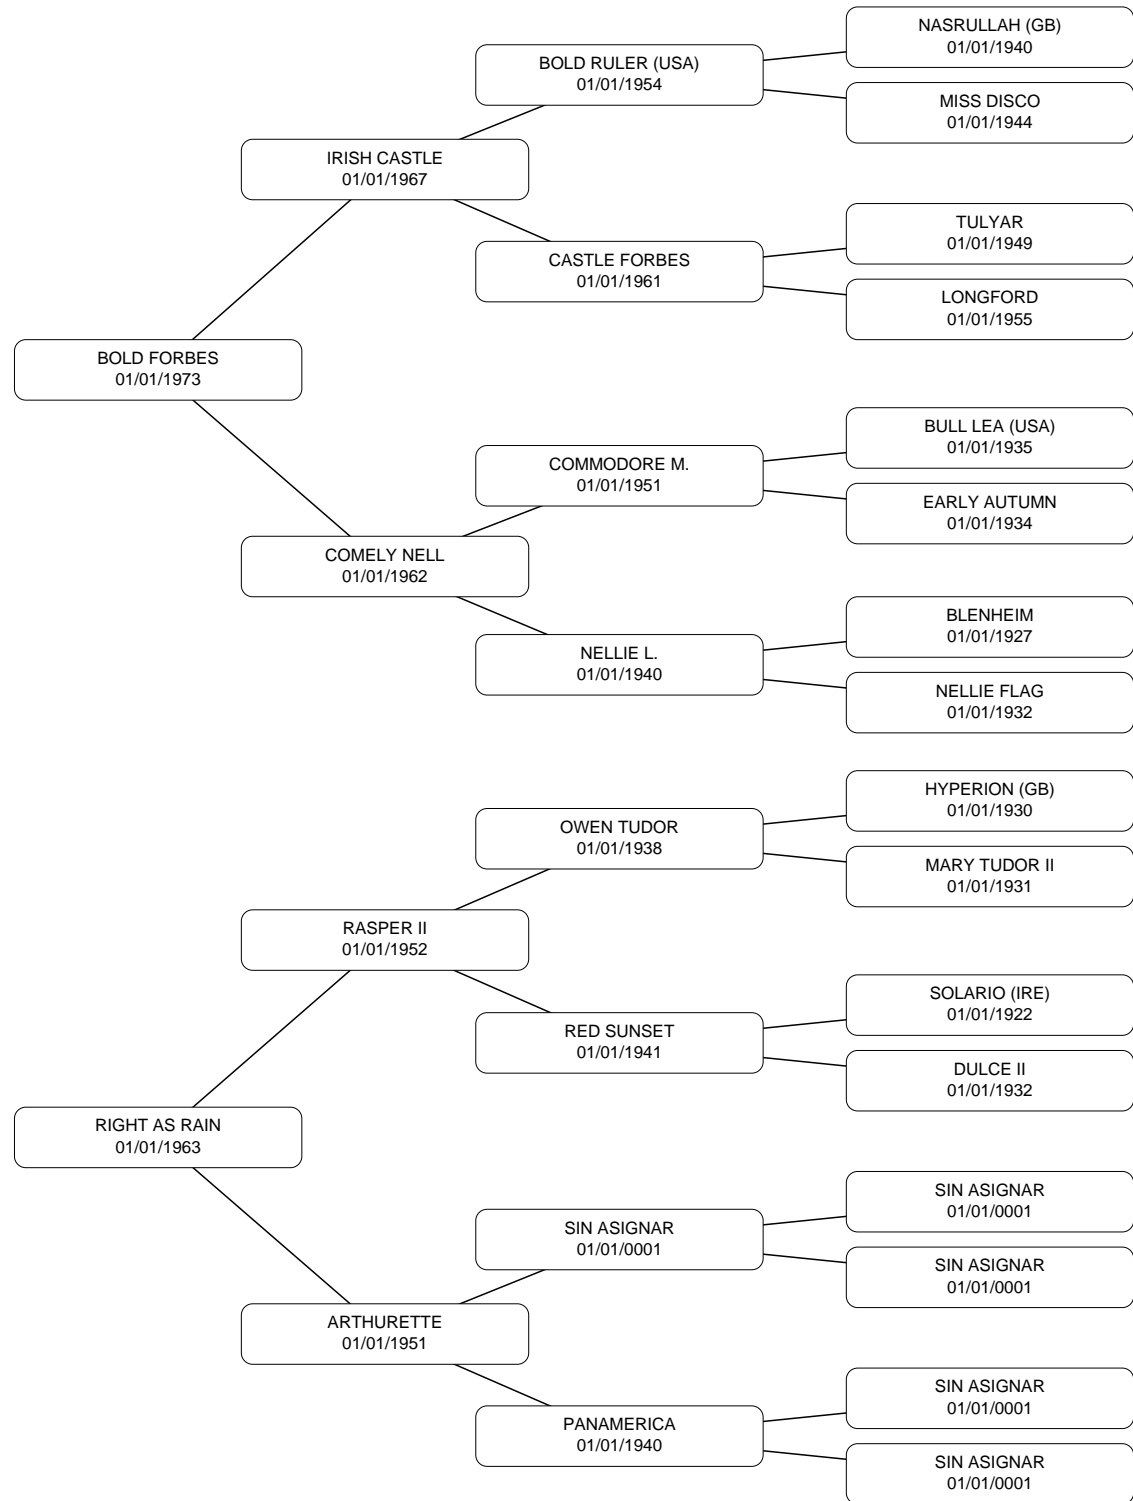 NASRULLAH (GB)
01/01/1940
BOLD RULER (USA)
01/01/1954
MISS DISCO
01/01/1944
IRISH CASTLE
01/01/1967
TULYAR
01/01/1949
CASTLE FORBES
01/01/1961
LONGFORD
01/01/1955
BOLD FORBES
01/01/1973
BULL LEA (USA)
01/01/1935
COMMODORE M.
01/01/1951
EARLY AUTUMN
01/01/1934
COMELY NELL
01/01/1962
BLENHEIM
01/01/1927
NELLIE L.
01/01/1940
NELLIE FLAG
01/01/1932
HYPERION (GB)
01/01/1930
OWEN TUDOR
01/01/1938
MARY TUDOR II
01/01/1931
RASPER II
01/01/1952
SOLARIO (IRE)
01/01/1922
RED SUNSET
01/01/1941
DULCE II
01/01/1932
RIGHT AS RAIN
01/01/1963
SIN ASIGNAR
01/01/0001
SIN ASIGNAR
01/01/0001
SIN ASIGNAR
01/01/0001
ARTHURETTE
01/01/1951
SIN ASIGNAR
01/01/0001
PANAMERICA
01/01/1940
SIN ASIGNAR
01/01/0001